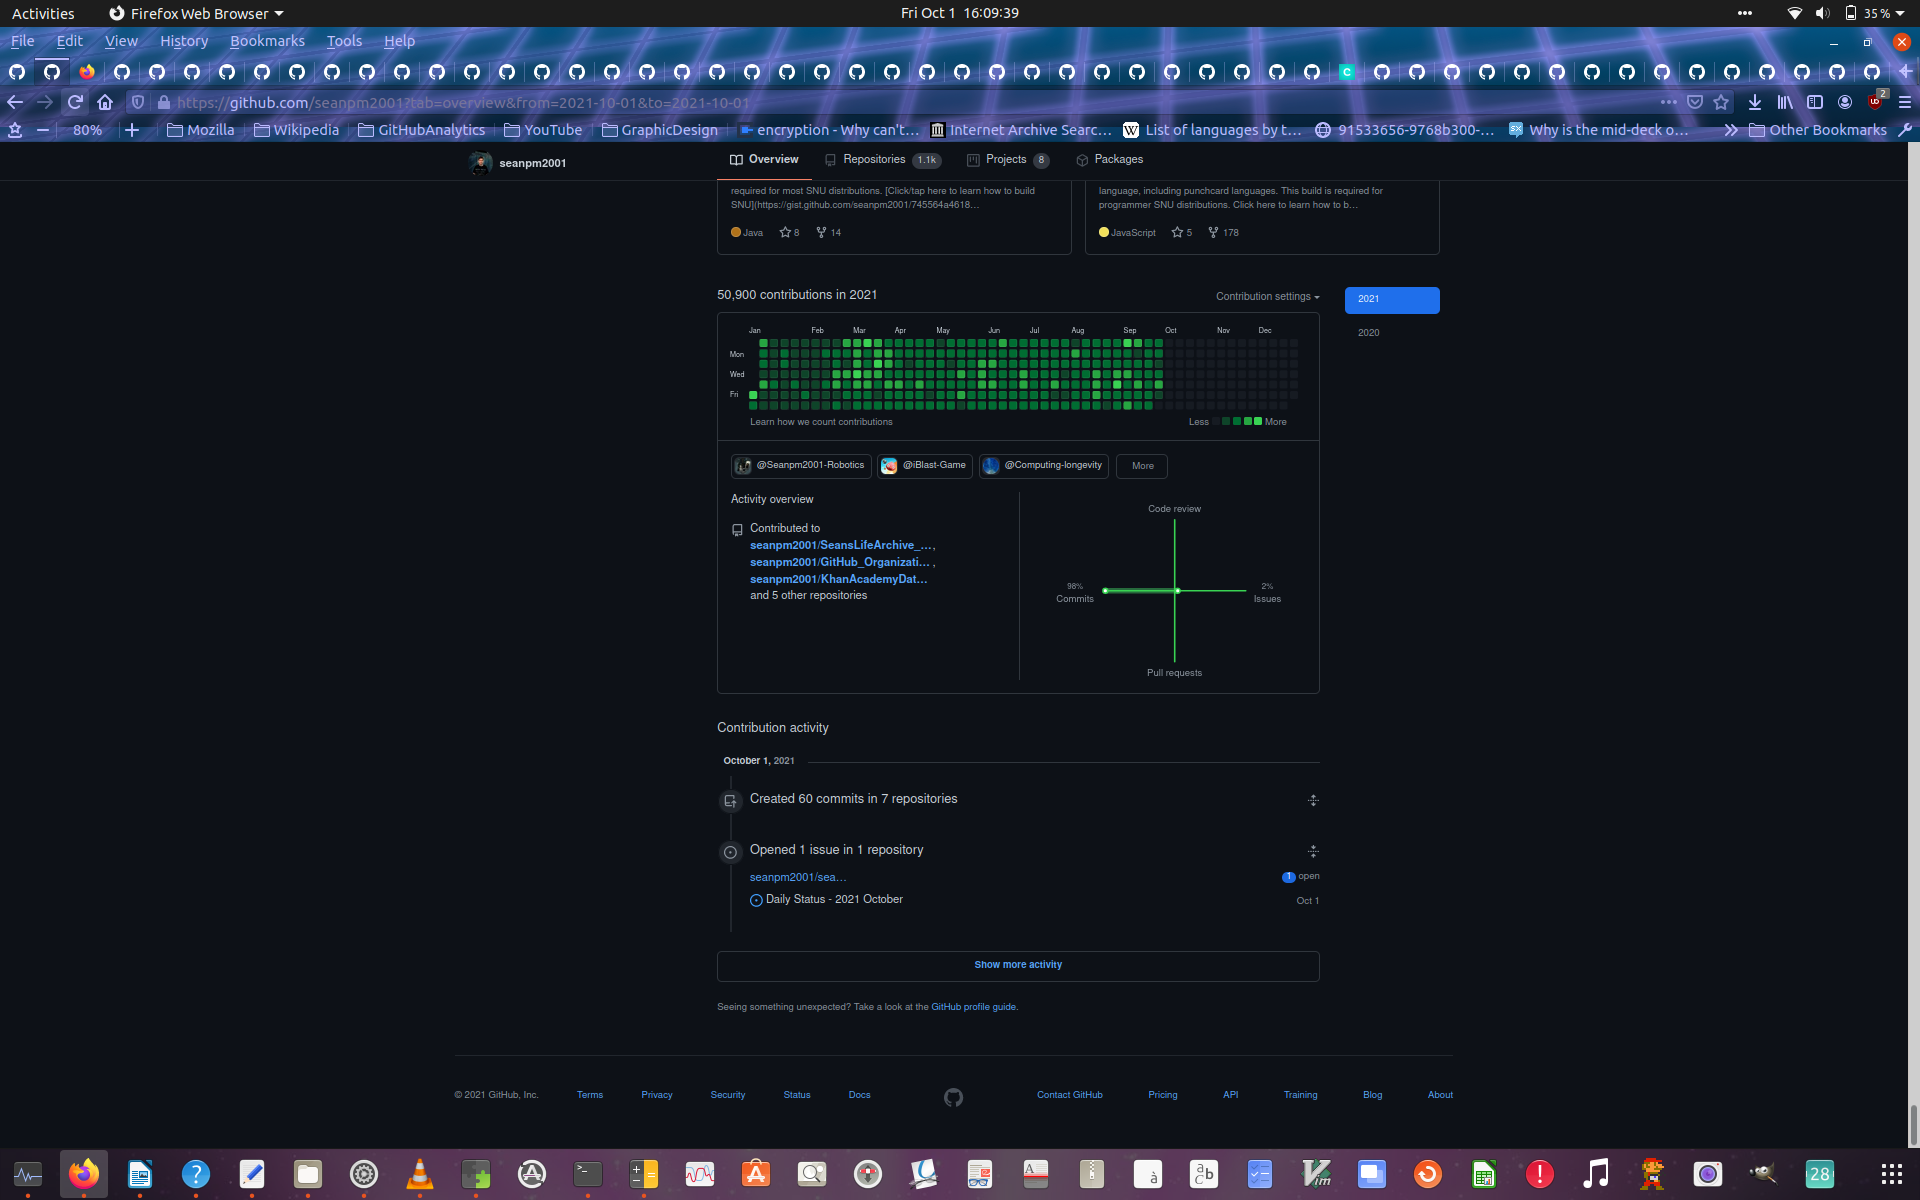 Activities Firefox Web Browser Fri Oct 1 16:09:39 35 %
File Edit View History Bookmarks Tools Help
https://github.com/seanpm2001?tab=overview&from=2021-10-01&to=2021-10-01 2
80% Mozilla Wikipedia GitHubAnalytics YouTube GraphicDesign encryption - Why can't… Internet Archive Searc… List of languages by t… 91533656-9768b300-… Why is the mid-deck o… Other Bookmarks
seanpm2001 Overview Repositories 1.1k Projects 8 Packages
required for most SNU distributions. [Click/tap here to learn how to build
SNU](https://gist.github.com/seanpm2001/745564a4618…
Java 8 14
language, including punchcard languages. This build is required for
programmer SNU distributions. Click here to learn how to b…
JavaScript 5 178
50,900 contributions in 2021 Contribution settings
2021
2020
Jan Feb Mar Apr May Jun Jul Aug Sep Oct Nov Dec
Mon
Wed
Fri
Learn how we count contributions Less More
@Seanpm2001-Robotics @iBlast-Game @Computing-longevity More
Activity overview
Contributed to
seanpm2001/SeansLifeArchive_…,
seanpm2001/GitHub_Organizati… ,
seanpm2001/KhanAcademyDat…
and 5 other repositories
Code review
98%
Commits
2%
Issues
Pull requests
Contribution activity
October 1, 2021
Created 60 commits in 7 repositories
Opened 1 issue in 1 repository
seanpm2001/sea… 1 open
Daily Status - 2021 October Oct 1
Show more activity
Seeing something unexpected? Take a look at the GitHub profile guide.
© 2021 GitHub, Inc. Terms Privacy Security Status Docs Contact GitHub Pricing API Training Blog About
28